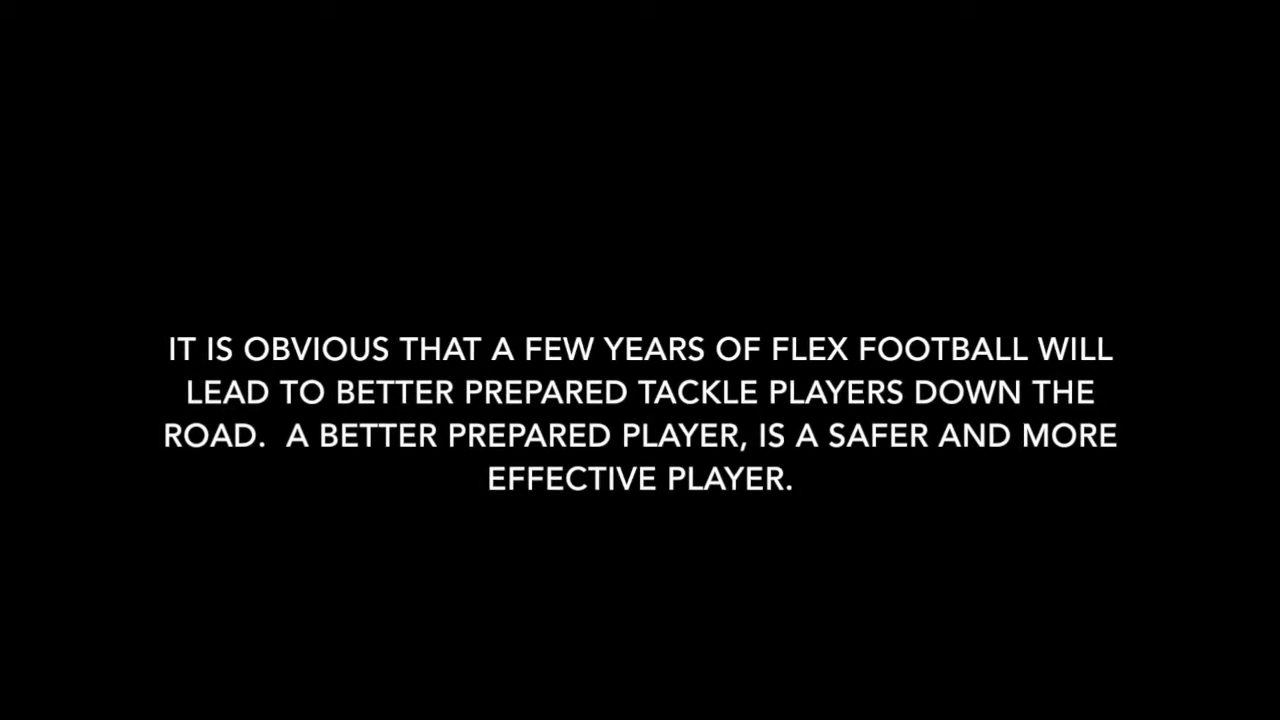 IT IS OBVIOUS THAT A FEW YEARS OF FLEX FOOTBALL WILL
LEAD TO BETTER PREPARED TACKLE PLAYERS DOWN THE
ROAD.  A BETTER PREPARED PLAYER, IS A SAFER AND MORE
EFFECTIVE PLAYER.